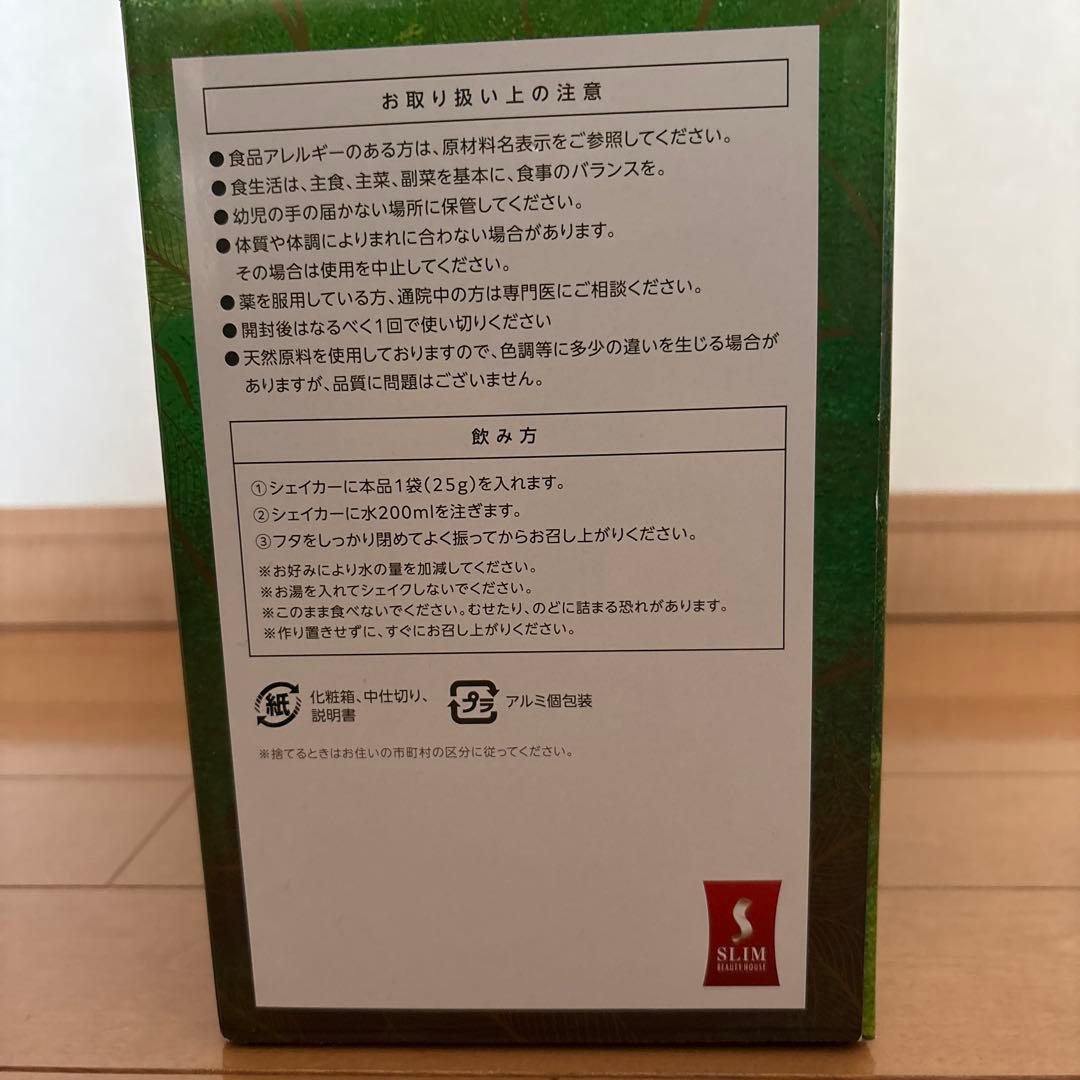 お取り扱い上の注意
●食品アレルギーのある方は、原材料名表示をご参照してください。
●食生活は、主食、主菜、副菜を基本に、食事のバランスを。
●幼児の手の届かない場所に保管してください。
●体質や体調によりまれに合わない場合があります。
その場合は使用を中止してください。
●薬を服用している方、通院中の方は専門医にご相談ください。
●開封後はなるべく1回で使い切りください
●天然原料を使用しておりますので、色調等に多少の違いを生じる場合が
ありますが、品質に問題はございません。
飲み方
①シェイカーに本品1袋(25g)を入れます。
②シェイカーに水200mlを注ぎます。
③フタをしっかり閉めてよく振ってからお召し上がりください。
※お好みにより水の量を加減してください。
※お湯を入れてシェイクしないでください。
※このまま食べないでください。むせたり、のどに詰まる恐れがあります。
※作り置きせずに、すぐにお召し上がりください。
紙
化粧箱、中仕切り、
説明書
プラ
アルミ個包装
※捨てるときはお住いの市町村の区分に従ってください。
S
SLIM
BEAUTY HOUSE